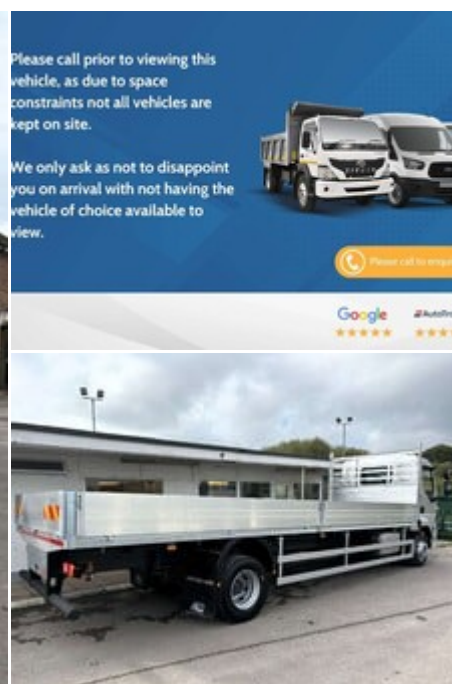 Please call prior to viewing this
vehicle, as due to space
constraints not all vehicles are
kept on site.
We only ask as not to disappoint
you on arrival with not having the
vehicle of choice available to
view.
Please call to enqui
Google
AutoTr